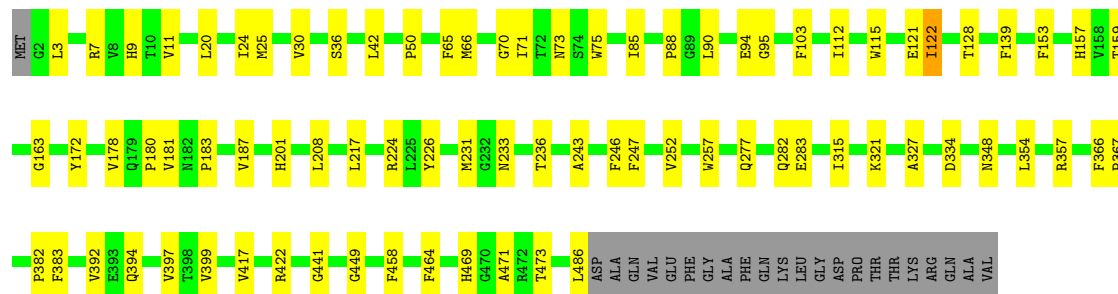 MET G2 L3 R7 V8 H9 T10 V11 L20 I24 M25 V30 S36 L42 P50 F65 M66 G70 I71 T72 N73 S74 W75 I85 P88 G89 L90 E94 G95 F103 I112 W115 E121 I122 T128 F139 F153 H157 V158 T159
G163 Y172 V178 Q179 P180 V181 N182 P183 V187 H201 L208 L217 R224 L225 Y226 M231 G232 N233 T236 A243 F246 F247 V252 W257 Q277 Q282 E283 I315 K321 A327 D334 N348 L354 R357 F366
P382 F383 V392 E393 Q394 V397 T398 V399 V417 R422 G441 G449 F458 F464 H469 G470 A471 R472 T473 L486 ASP ALA GLN VAL GLU PHE GLY ALA PHE GLN LYS LEU GLY ASP PRO THR THR LYS ARG GLN ALA VAL